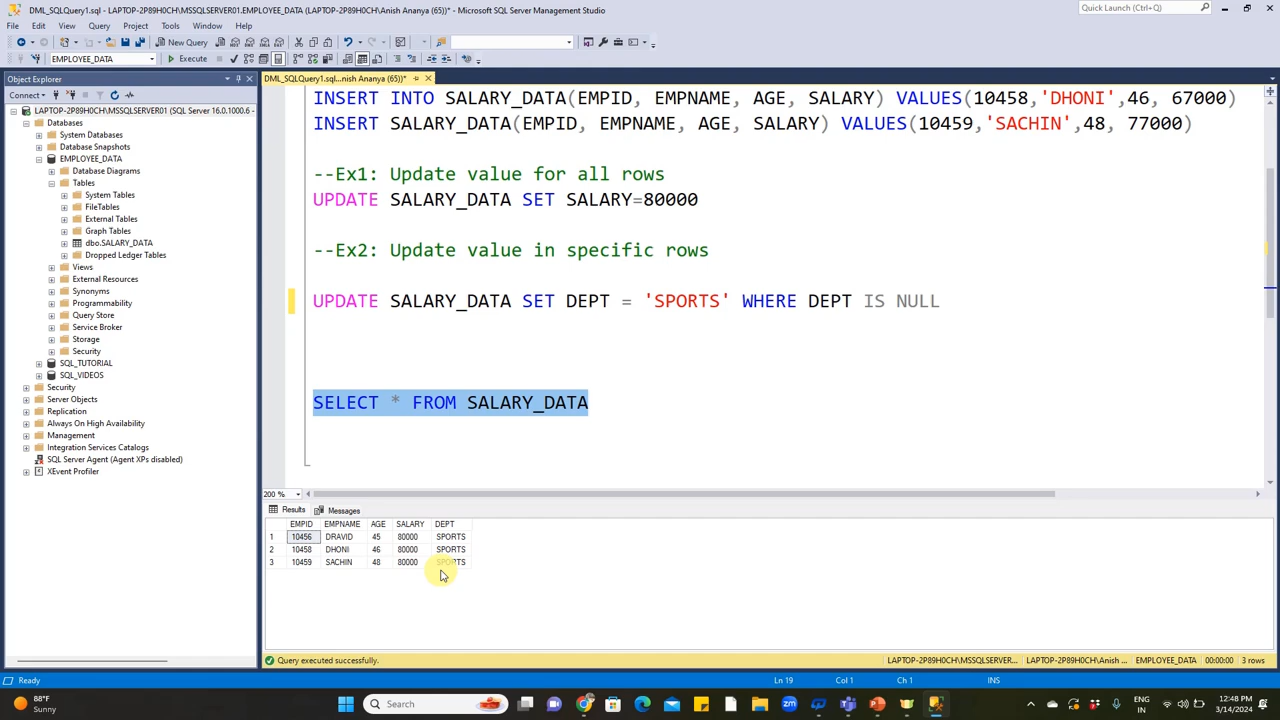 DML_SQLQuery1.sql - LAPTOP-2P89H0CH\MSSQLSERVER01.EMPLOYEE_DATA (LAPTOP-2P89H0CH\Anish Ananya (65))* - Microsoft SQL Server Management Studio
Quick Launch (Ctrl+Q)
File Edit View Query Project Tools Window Help
New Query
EMPLOYEE_DATA Execute
Object Explorer
DML_SQLQuery1.sql...nish Ananya (65))*
Connect
LAPTOP-2P89H0CH\MSSQLSERVER01 (SQL Server 16.0.1000.6 -
Databases
System Databases
Database Snapshots
EMPLOYEE_DATA
Database Diagrams
Tables
System Tables
FileTables
External Tables
Graph Tables
dbo.SALARY_DATA
Dropped Ledger Tables
Views
External Resources
Synonyms
Programmability
Query Store
Service Broker
Storage
Security
SQL_TUTORIAL
SQL_VIDEOS
Security
Server Objects
Replication
Always On High Availability
Management
Integration Services Catalogs
SQL Server Agent (Agent XPs disabled)
XEvent Profiler
INSERT INTO SALARY_DATA(EMPID, EMPNAME, AGE, SALARY) VALUES(10458,'DHONI',46, 67000)
INSERT SALARY_DATA(EMPID, EMPNAME, AGE, SALARY) VALUES(10459,'SACHIN',48, 77000)
--Ex1: Update value for all rows
UPDATE SALARY_DATA SET SALARY=80000
--Ex2: Update value in specific rows
UPDATE SALARY_DATA SET DEPT = 'SPORTS' WHERE DEPT IS NULL
SELECT * FROM SALARY_DATA
200 %
Results Messages
EMPID EMPNAME AGE SALARY DEPT
1 10456 DRAVID 45 80000 SPORTS
2 10458 DHONI 46 80000 SPORTS
3 10459 SACHIN 48 80000 SPORTS
Query executed successfully. LAPTOP-2P89H0CH\MSSQLSERVER... LAPTOP-2P89H0CH\Anish ... EMPLOYEE_DATA 00:00:00 3 rows
Ready Ln 19 Col 1 Ch 1 INS
88°F
Sunny
Search
ENG
IN
12:48 PM
3/14/2024